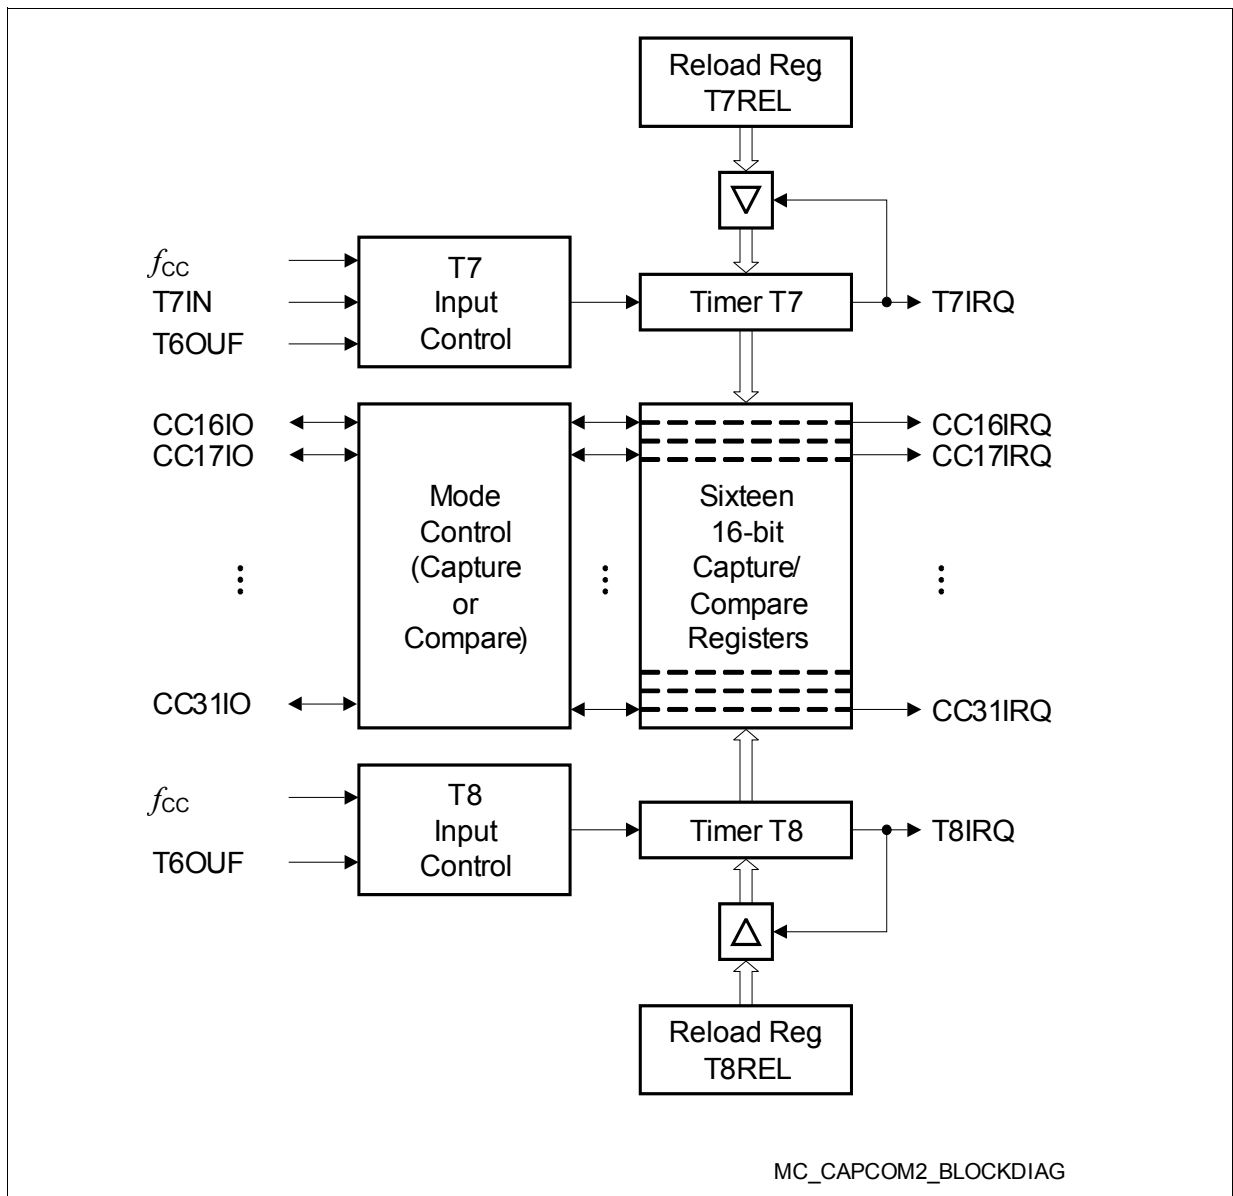 Reload Reg
T7REL
fCC
T7IN
T6OUF
T7
Input
Control
Timer T7
T7IRQ
CC16IO
CC17IO
CC31IO
Mode
Control
(Capture
or
Compare)
Sixteen
16-bit
Capture/
Compare
Registers
CC16IRQ
CC17IRQ
CC31IRQ
fCC
T6OUF
T8
Input
Control
Timer T8
T8IRQ
Reload Reg
T8REL
MC_CAPCOM2_BLOCKDIAG